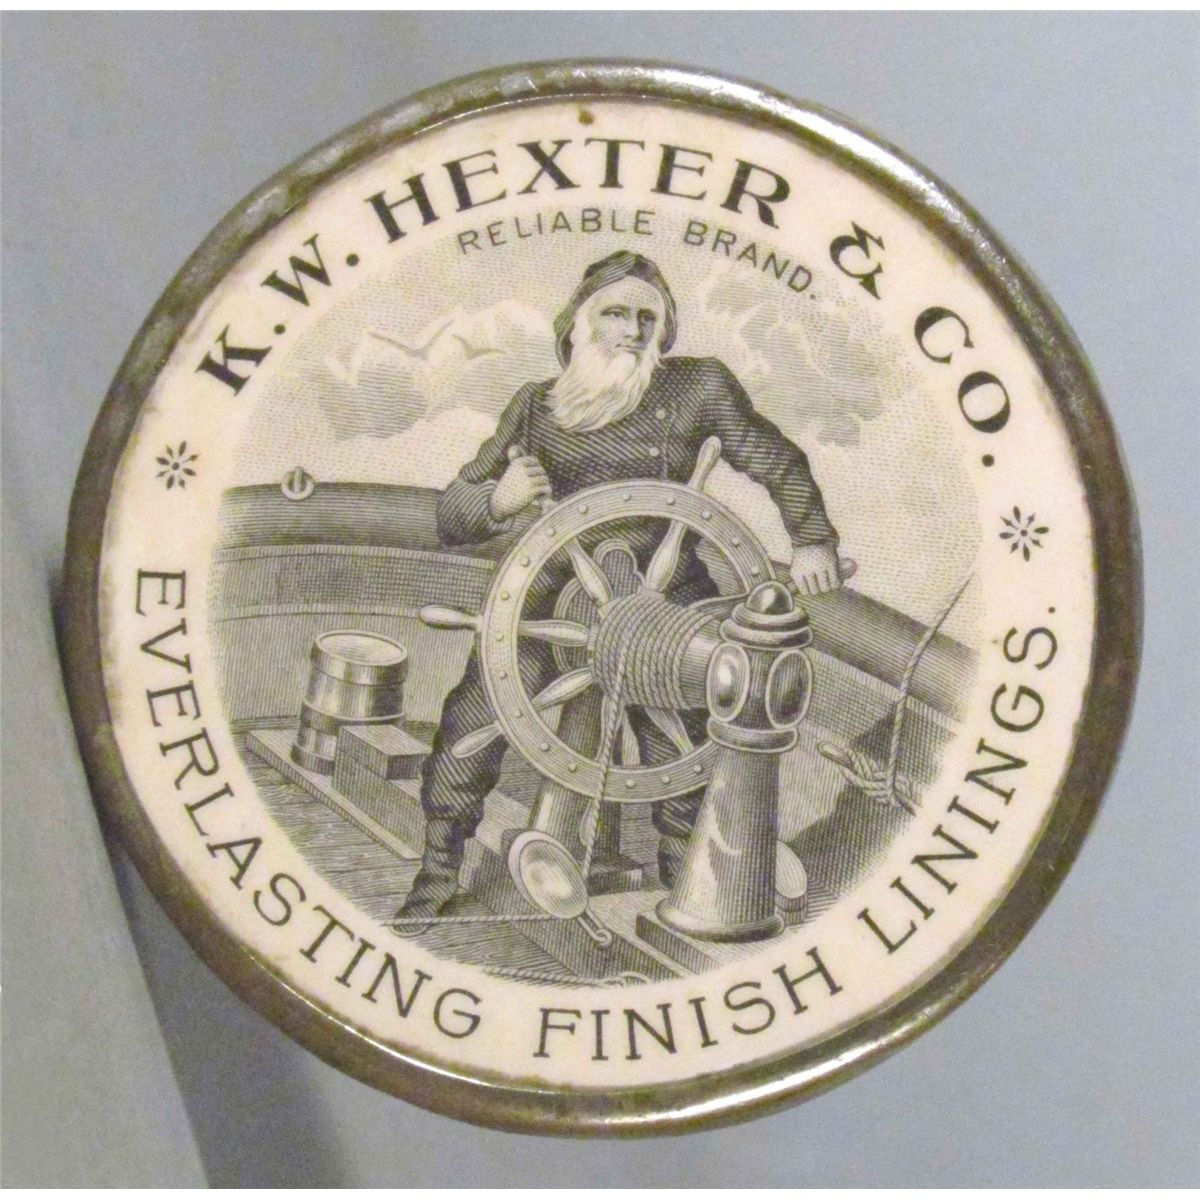 K. W. HEXTER & CO.
RELIABLE BRAND.
EVERLASTING FINISH LININGS.